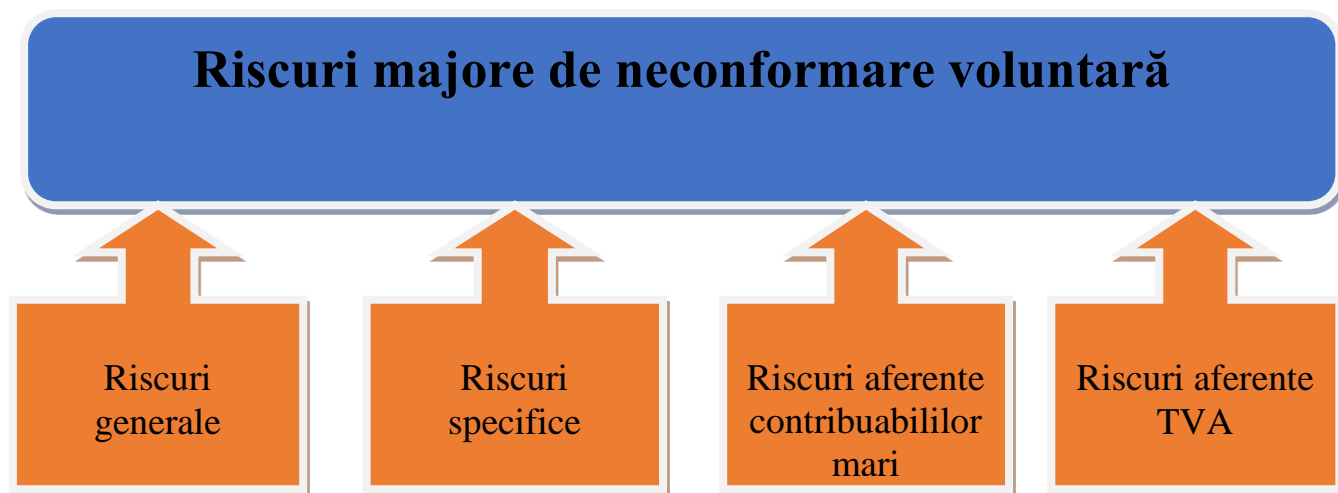 Riscuri majore de neconformare voluntară
Riscuri
generale
Riscuri
specifice
Riscuri aferente
contribuabililor
mari
Riscuri aferente
TVA